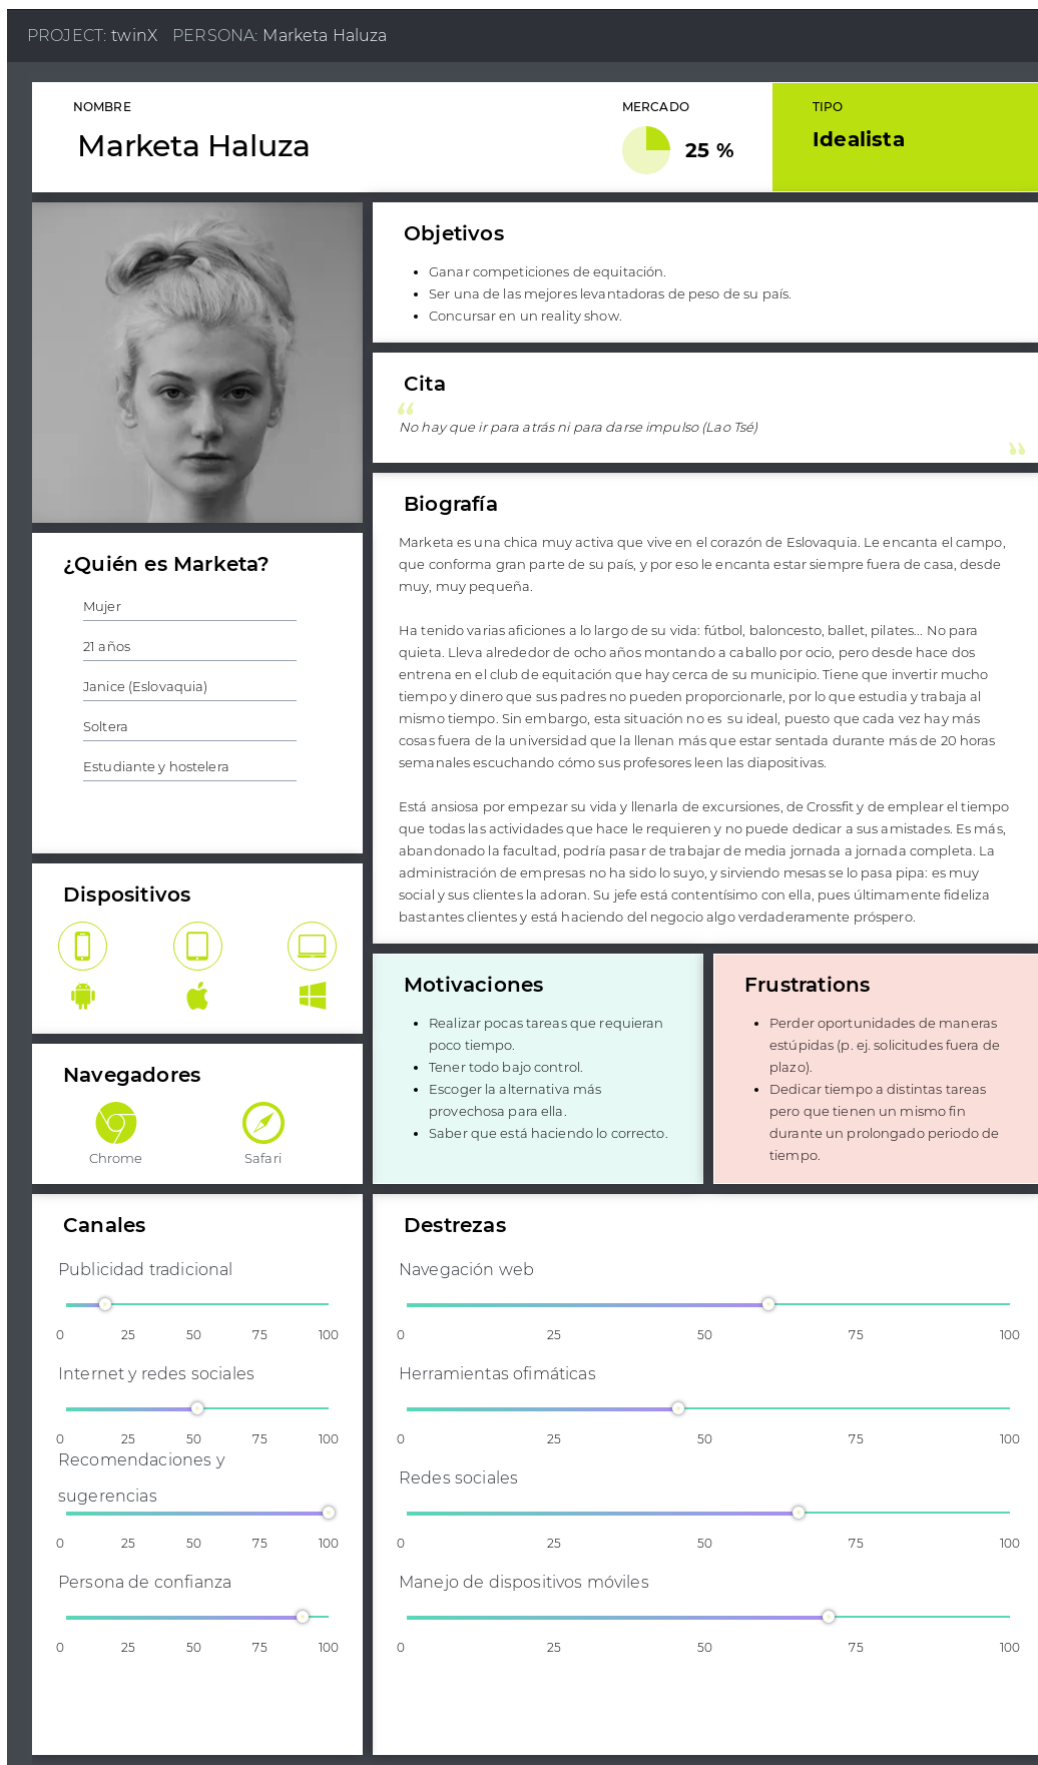 PROJECT: twinX PERSONA: Marketa Haluza
NOMBRE
Marketa Haluza
MERCADO
25 %
TIPO
Idealista
Objetivos
• Ganar competiciones de equitación.
• Ser una de las mejores levantadoras de peso de su país.
• Concursar en un reality show.
Cita
“
No hay que ir para atrás ni para darse impulso (Lao Tsé)
”
Biografía
Marketa es una chica muy activa que vive en el corazón de Eslovaquia. Le encanta el campo,
que conforma gran parte de su país, y por eso le encanta estar siempre fuera de casa, desde
muy, muy pequeña.
Ha tenido varias aficiones a lo largo de su vida: fútbol, baloncesto, ballet, pilates... No para
quieta. Lleva alrededor de ocho años montando a caballo por ocio, pero desde hace dos
entrena en el club de equitación que hay cerca de su municipio. Tiene que invertir mucho
tiempo y dinero que sus padres no pueden proporcionarle, por lo que estudia y trabaja al
mismo tiempo. Sin embargo, esta situación no es su ideal, puesto que cada vez hay más
cosas fuera de la universidad que la llenan más que estar sentada durante más de 20 horas
semanales escuchando cómo sus profesores leen las diapositivas.
Está ansiosa por empezar su vida y llenarla de excursiones, de Crossfit y de emplear el tiempo
que todas las actividades que hace le requieren y no puede dedicar a sus amistades. Es más,
abandonado la facultad, podría pasar de trabajar de media jornada a jornada completa. La
administración de empresas no ha sido lo suyo, y sirviendo mesas se lo pasa pipa: es muy
social y sus clientes la adoran. Su jefe está contentísimo con ella, pues últimamente fideliza
bastantes clientes y está haciendo del negocio algo verdaderamente próspero.
¿Quién es Marketa?
Mujer
21 años
Janice (Eslovaquia)
Soltera
Estudiante y hostelera
Dispositivos
Navegadores
Chrome
Safari
Motivaciones
• Realizar pocas tareas que requieran
poco tiempo.
• Tener todo bajo control.
• Escoger la alternativa más
provechosa para ella.
• Saber que está haciendo lo correcto.
Frustrations
• Perder oportunidades de maneras
estúpidas (p. ej. solicitudes fuera de
plazo).
• Dedicar tiempo a distintas tareas
pero que tienen un mismo fin
durante un prolongado periodo de
tiempo.
Canales
Publicidad tradicional
0 25 50 75 100
Internet y redes sociales
0 25 50 75 100
Recomendaciones y
sugerencias
0 25 50 75 100
Persona de confianza
0 25 50 75 100
Destrezas
Navegación web
0 25 50 75 100
Herramientas ofimáticas
0 25 50 75 100
Redes sociales
0 25 50 75 100
Manejo de dispositivos móviles
0 25 50 75 100